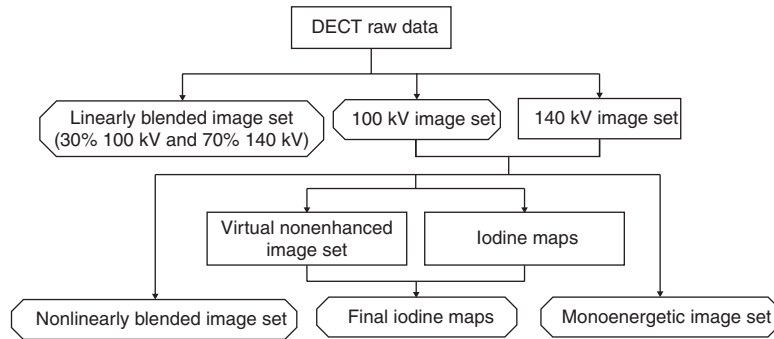 DECT raw data
Linearly blended image set
(30% 100 kV and 70% 140 kV)
100 kV image set
140 kV image set
Virtual nonenhanced
image set
Iodine maps
Nonlinearly blended image set
Final iodine maps
Monoenergetic image set